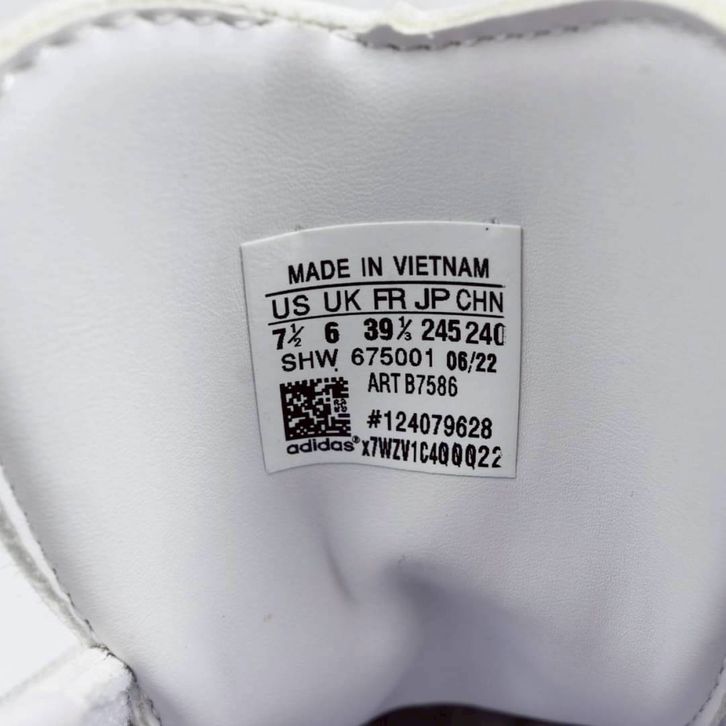 MADE IN VIETNAM
US UK FR JP CHN
7½ 6 39⅓ 245 240
SHW 675001 06/22
ART B7586
#124079628
adidas® x7WZV1C400022